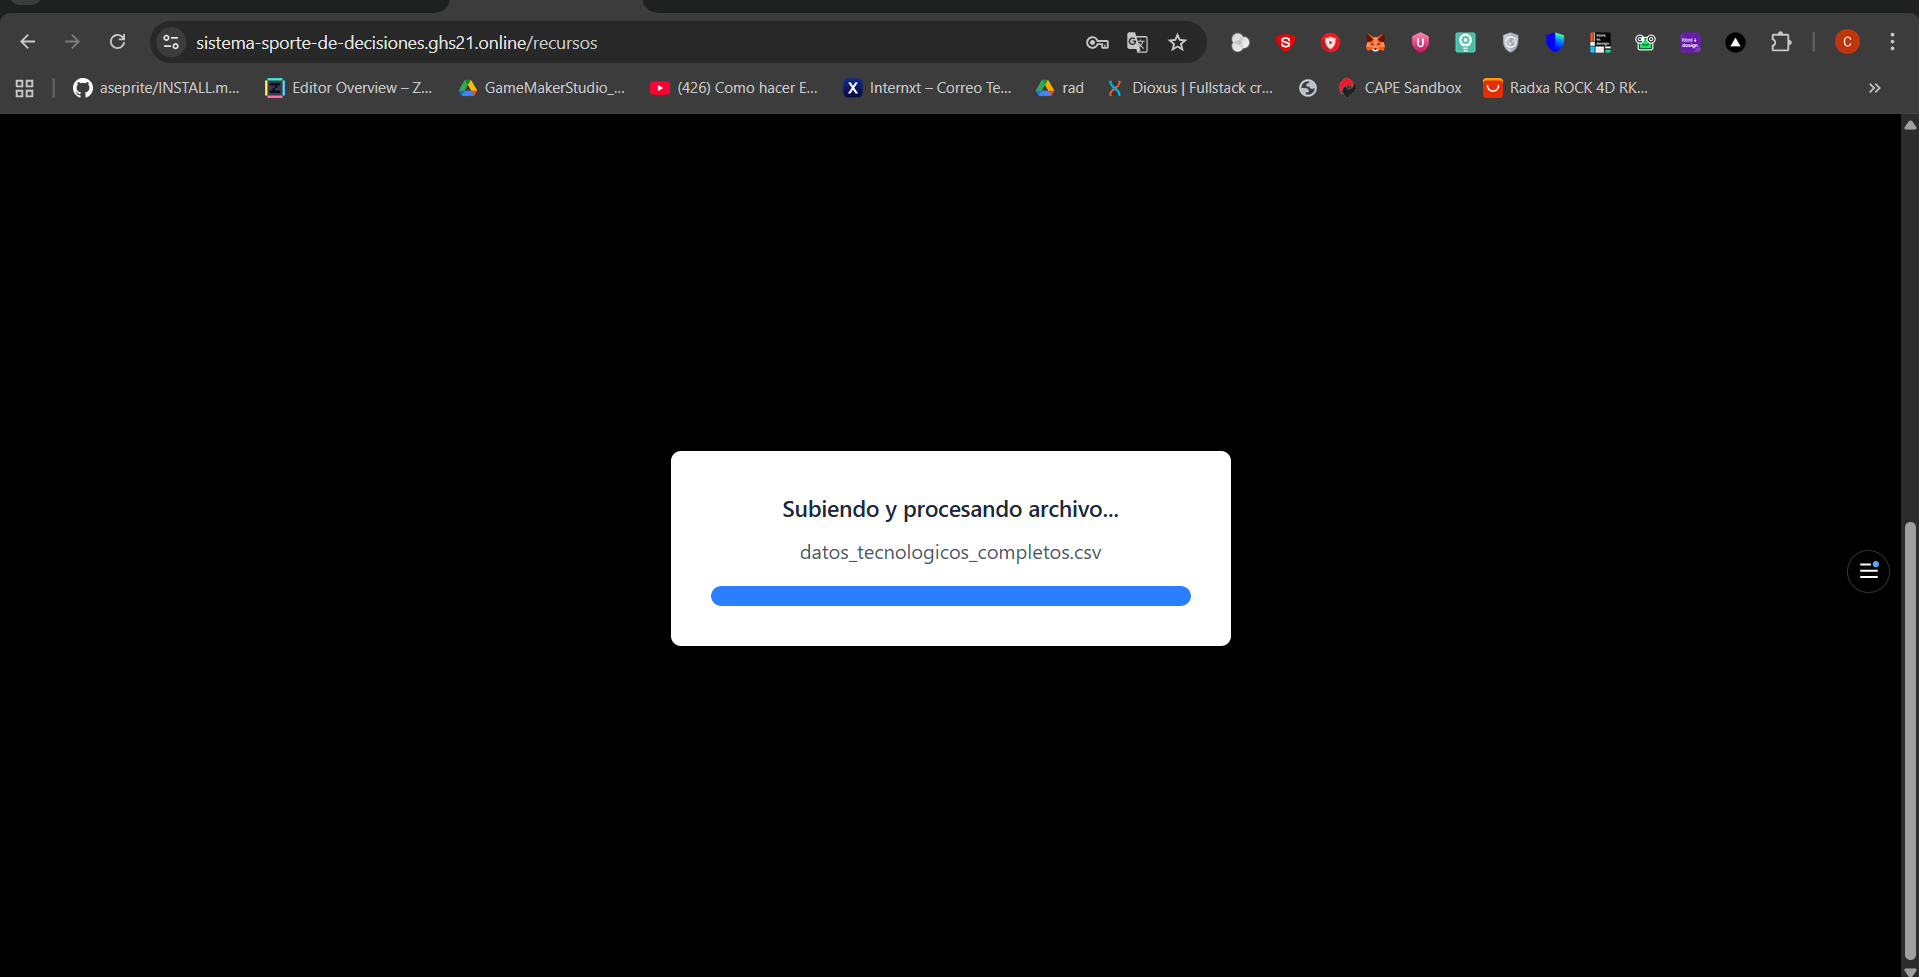 sistema-sporte-de-decisiones.ghs21.online/recursos
S
U
C
aseprite/INSTALL.m...
Editor Overview – Z...
GameMakerStudio_...
(426) Como hacer E...
X
Internxt – Correo Te...
rad
Dioxus | Fullstack cr...
CAPE Sandbox
Radxa ROCK 4D RK...
»
Subiendo y procesando archivo...
datos_tecnologicos_completos.csv